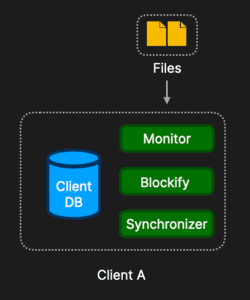 Files
Monitor
Client
DB
Blockify
Synchronizer
Client A